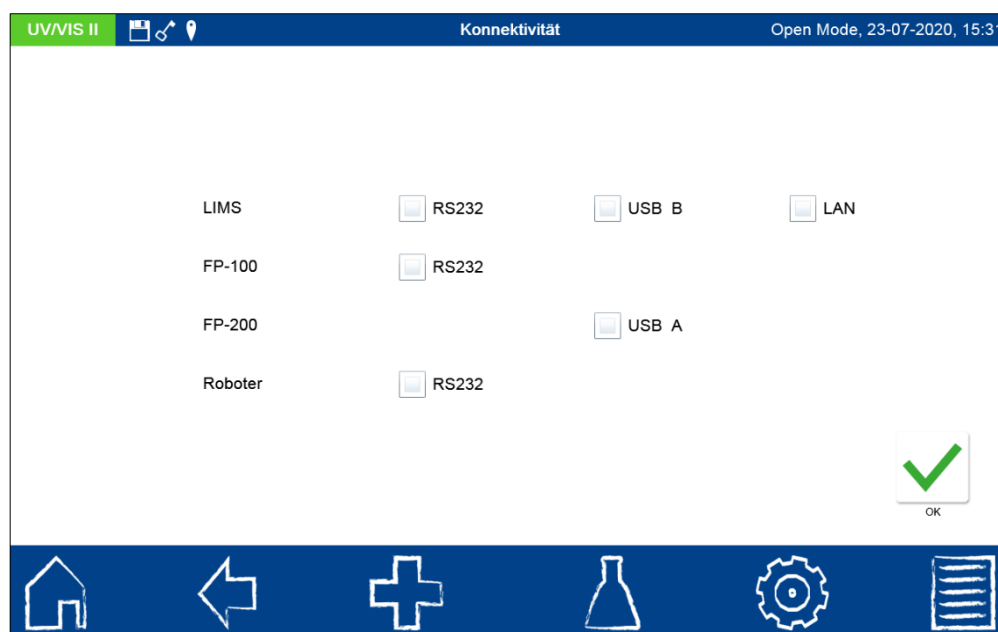 UV/VIS II Konnektivität Open Mode, 23-07-2020, 15:31
LIMS RS232 USB B LAN
FP-100 RS232
FP-200 USB A
Roboter RS232
OK